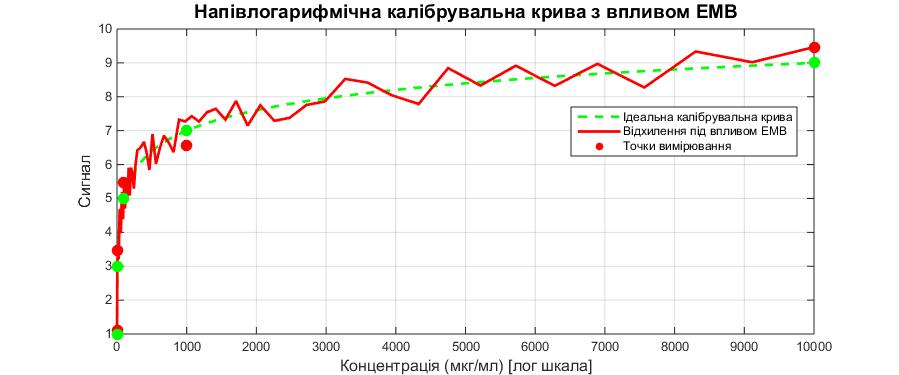 Напівлогарифмічна калібрувальна крива з впливом ЕМВ
10
9
8
7
6
5
4
3
2
1
Сигнал
Ідеальна калібрувальна крива
Відхилення під впливом ЕМВ
Точки вимірювання
0 1000 2000 3000 4000 5000 6000 7000 8000 9000 10000
Концентрація (мкг/мл) [лог шкала]